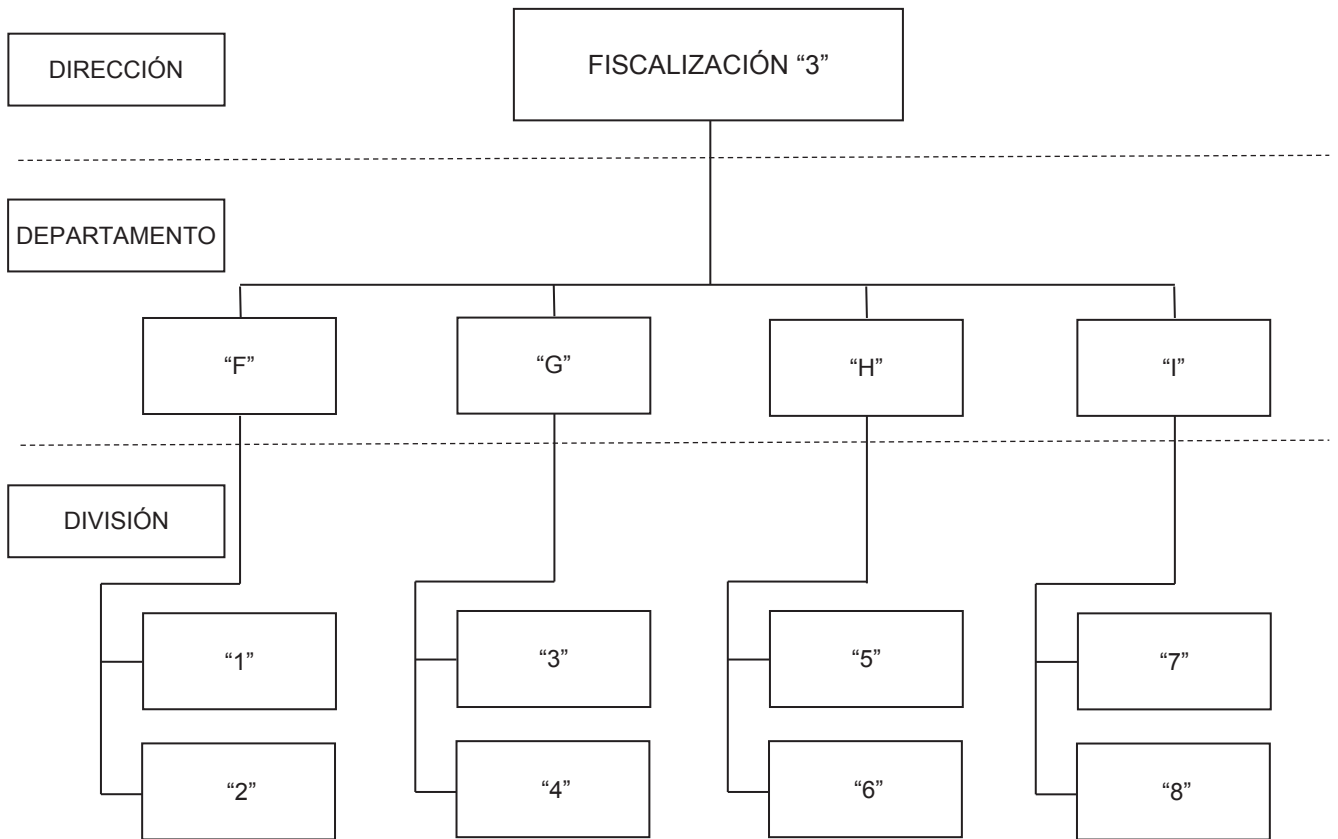 DIRECCIÓN
FISCALIZACIÓN “3”
DEPARTAMENTO
“F”
“G”
“H”
“I”
DIVISIÓN
“1”
“3”
“5”
“7”
“2”
“4”
“6”
“8”